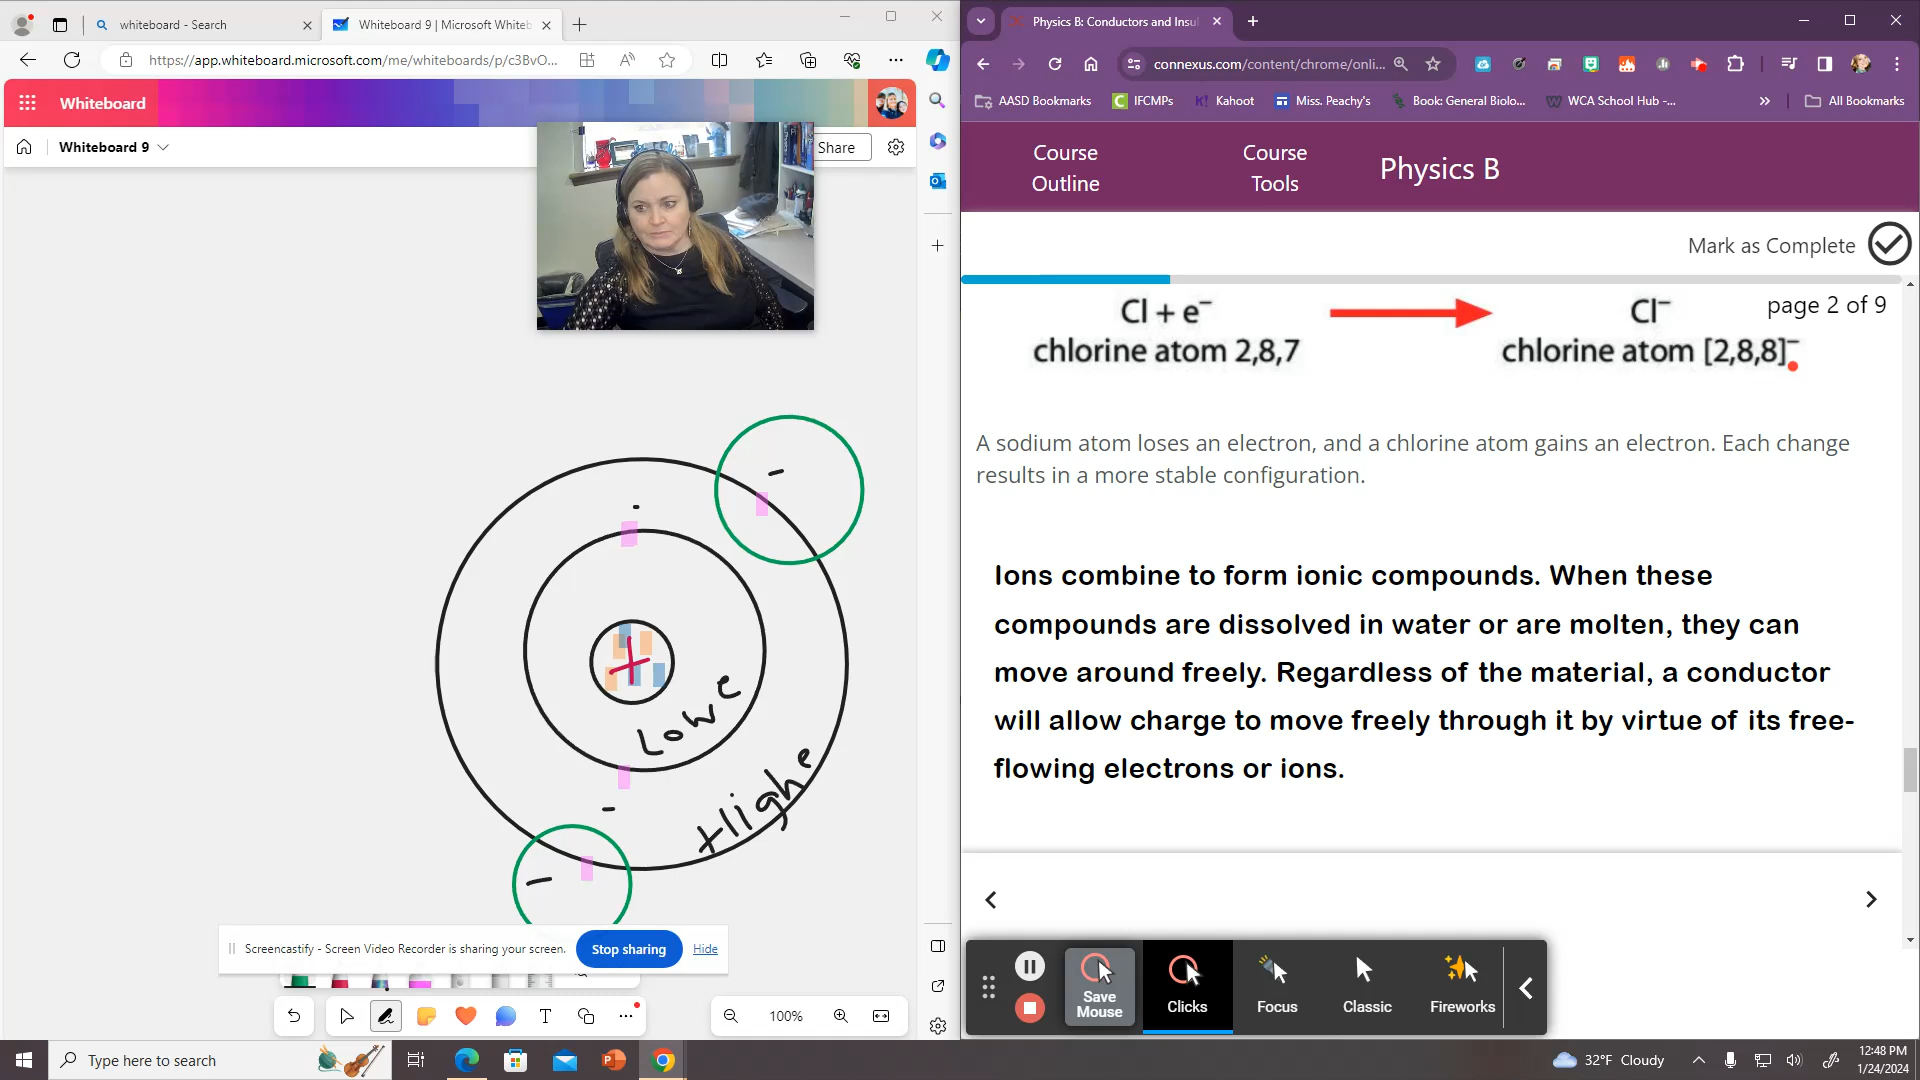 whiteboard - Search
Whiteboard 9 | Microsoft Whiteb
https://app.whiteboard.microsoft.com/me/whiteboards/p/c3BvO...
Whiteboard
Whiteboard 9
Share
-
-
Low e
High e
-
-
Screencastify - Screen Video Recorder is sharing your screen.
Stop sharing
Hide
100%
Physics B: Conductors and Insul
connexus.com/content/chrome/onli...
AASD Bookmarks
IFCMPs
Kahoot
Miss. Peachy's
Book: General Biolo...
WCA School Hub -...
All Bookmarks
Course Outline
Course Tools
Physics B
Mark as Complete
page 2 of 9
Cl + e⁻
Cl⁻
chlorine atom 2,8,7
chlorine atom [2,8,8]⁻
A sodium atom loses an electron, and a chlorine atom gains an electron. Each change
results in a more stable configuration.
Ions combine to form ionic compounds. When these
compounds are dissolved in water or are molten, they can
move around freely. Regardless of the material, a conductor
will allow charge to move freely through it by virtue of its free-
flowing electrons or ions.
Save Mouse
Clicks
Focus
Classic
Fireworks
Type here to search
32°F Cloudy
12:48 PM
1/24/2024